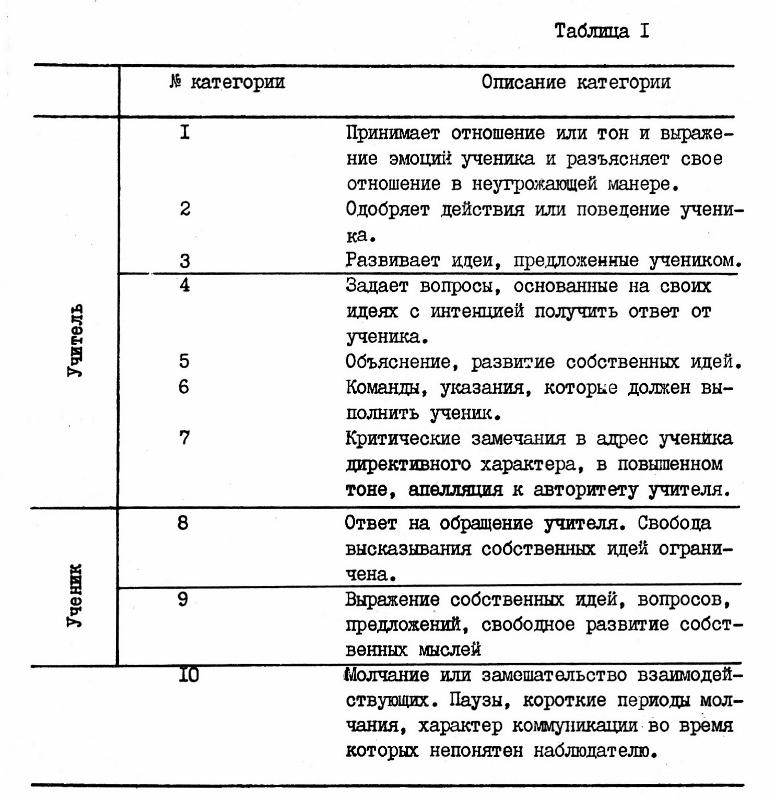 Таблица I
№ категории Описание категории
Учитель
I Принимает отношение или тон и выраже-
ние эмоций ученика и разъясняет свое
отношение в неугрожающей манере.
2 Одобряет действия или поведение учени-
ка.
3 Развивает идеи, предложенные учеником.
4 Задает вопросы, основанные на своих
идеях с интенцией получить ответ от
ученика.
5 Объяснение, развитие собственных идей.
6 Команды, указания, которые должен вы-
полнить ученик.
7 Критические замечания в адрес ученика
директивного характера, в повышенном
тоне, апелляция к авторитету учителя.
Ученик
8 Ответ на обращение учителя. Свобода
высказывания собственных идей ограни-
чена.
9 Выражение собственных идей, вопросов,
предложений, свободное развитие собст-
венных мыслей
IO Молчание или замешательство взаимодей-
ствующих. Паузы, короткие периоды мол-
чания, характер коммуникации во время
которых непонятен наблюдателю.